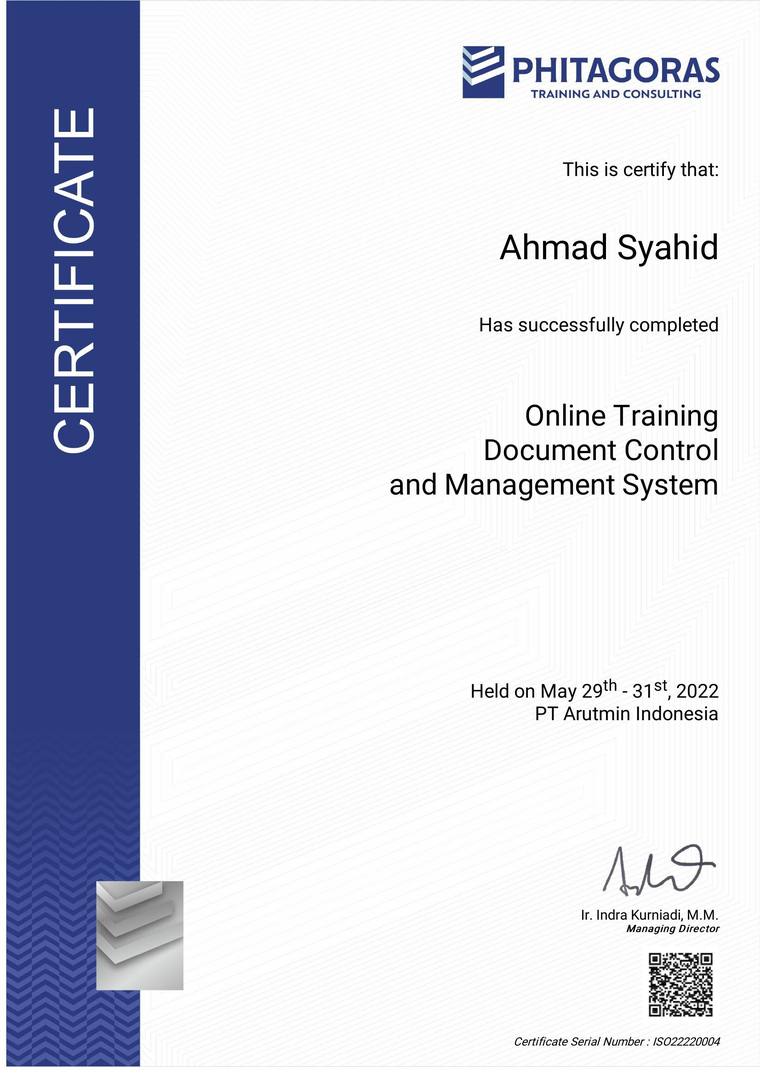 CERTIFICATE
PHITAGORAS
TRAINING AND CONSULTING
This is certify that:
Ahmad Syahid
Has successfully completed
Online Training
Document Control
and Management System
Held on May 29th - 31st, 2022
PT Arutmin Indonesia
Ir. Indra Kurniadi, M.M.
Managing Director
Certificate Serial Number : ISO22220004